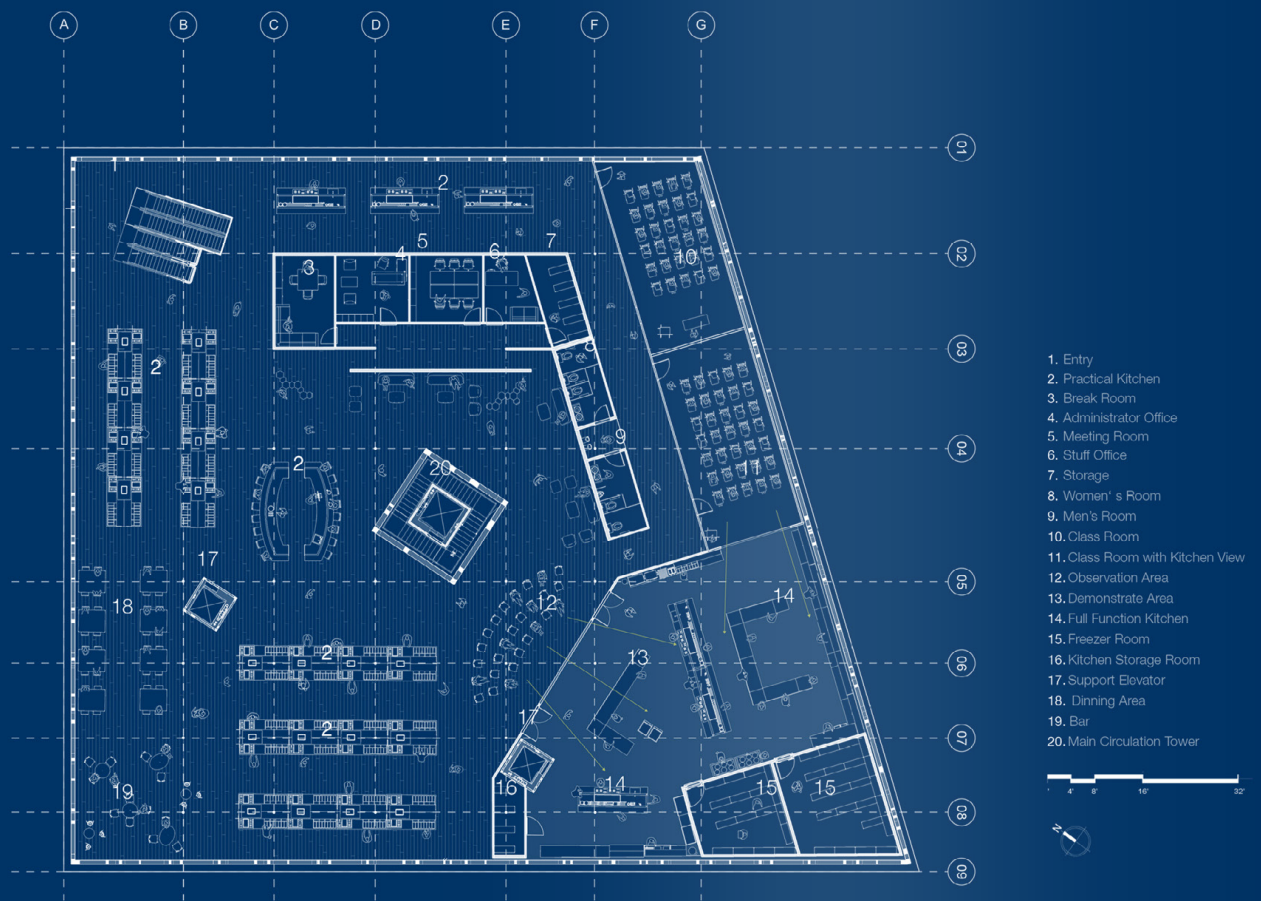 A B C D E F G
01
1
2
02
5
4
6
7
3
10
03
8
2
9
04
2
20
11
17
05
18
12
14
2
13
06
17
2
07
19
16
14
15
15
08
09
1. Entry
2. Practical Kitchen
3. Break Room
4. Administrator Office
5. Meeting Room
6. Stuff Office
7. Storage
8. Women' s Room
9. Men's Room
10. Class Room
11. Class Room with Kitchen View
12. Observation Area
13. Demonstrate Area
14. Full Function Kitchen
15. Freezer Room
16. Kitchen Storage Room
17. Support Elevator
18. Dinning Area
19. Bar
20. Main Circulation Tower
' 4' 8' 16' 32'
N